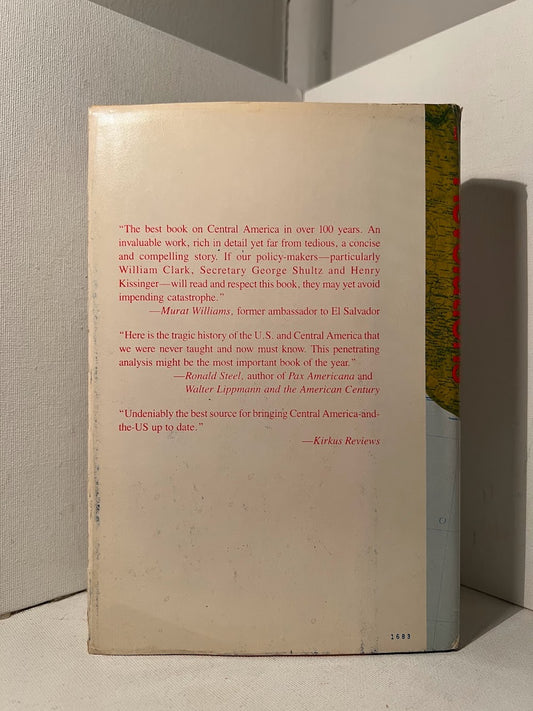 “The best book on Central America in over 100 years. An
invaluable work, rich in detail yet far from tedious, a concise
and compelling story. If our policy-makers—particularly
William Clark, Secretary George Shultz and Henry
Kissinger—will read and respect this book, they may yet avoid
impending catastrophe.”
—Murat Williams, former ambassador to El Salvador
“Here is the tragic history of the U.S. and Central America that
we were never taught and now must know. This penetrating
analysis might be the most important book of the year.”
—Ronald Steel, author of Pax Americana and
Walter Lippmann and the American Century
“Undeniably the best source for bringing Central America-and-
the-US up to date.”
—Kirkus Reviews
1683